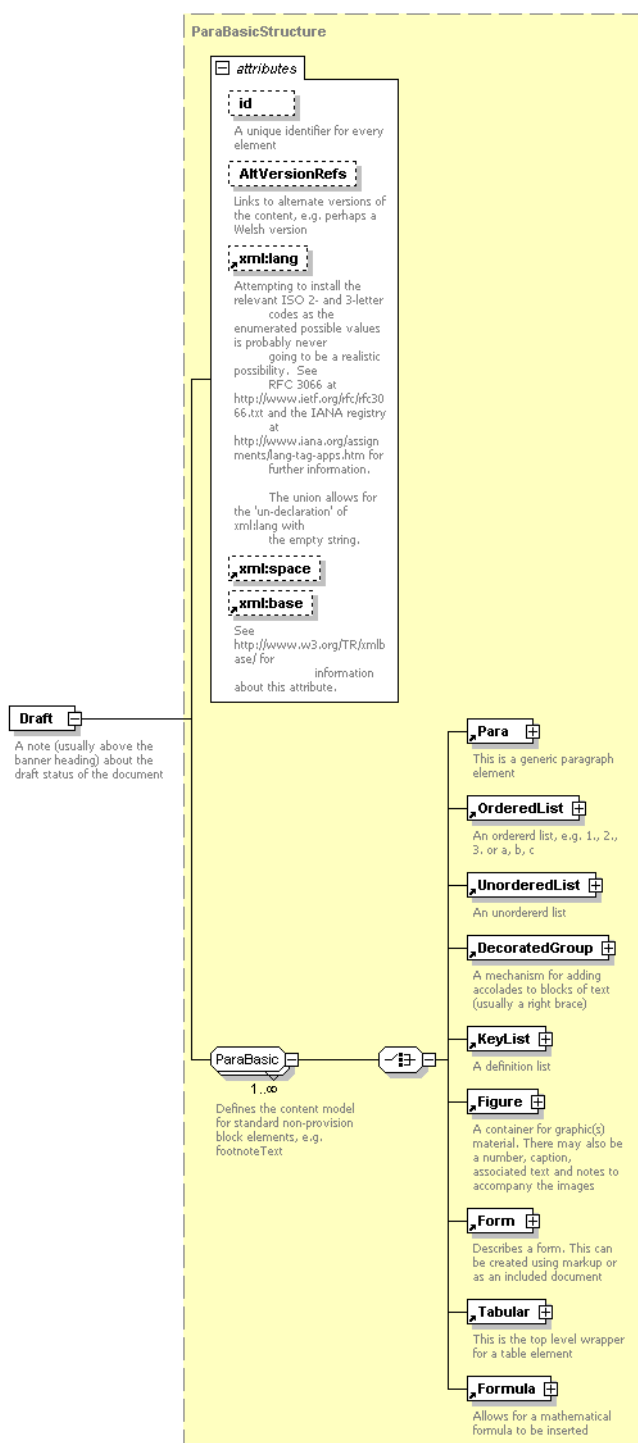 ParaBasicStructure
attributes
id
A unique identifier for every
element
AltVersionRefs
Links to alternate versions of
the content, e.g. perhaps a
Welsh version
xml:lang
Attempting to install the
relevant ISO 2- and 3-letter
codes as the
enumerated possible values
is probably never
going to be a realistic
possibility. See
RFC 3066 at
http://www.ietf.org/rfc/rfc30
66.txt and the IANA registry
at
http://www.iana.org/assign
ments/lang-tag-apps.htm for
further information.
The union allows for
the 'un-declaration' of
xml:lang with
the empty string.
xml:space
xml:base
See
http://www.w3.org/TR/xmlb
ase/ for
information
about this attribute.
Draft
A note (usually above the
banner heading) about the
draft status of the document
ParaBasic
1..∞
Defines the content model
for standard non-provision
block elements, e.g.
footnoteText
Para
This is a generic paragraph
element
OrderedList
An ordererd list, e.g. 1., 2.,
3. or a, b, c
UnorderedList
An unordererd list
DecoratedGroup
A mechanism for adding
accolades to blocks of text
(usually a right brace)
KeyList
A definition list
Figure
A container for graphic(s)
material. There may also be
a number, caption,
associated text and notes to
accompany the images
Form
Describes a form. This can
be created using markup or
as an included document
Tabular
This is the top level wrapper
for a table element
Formula
Allows for a mathematical
formula to be inserted